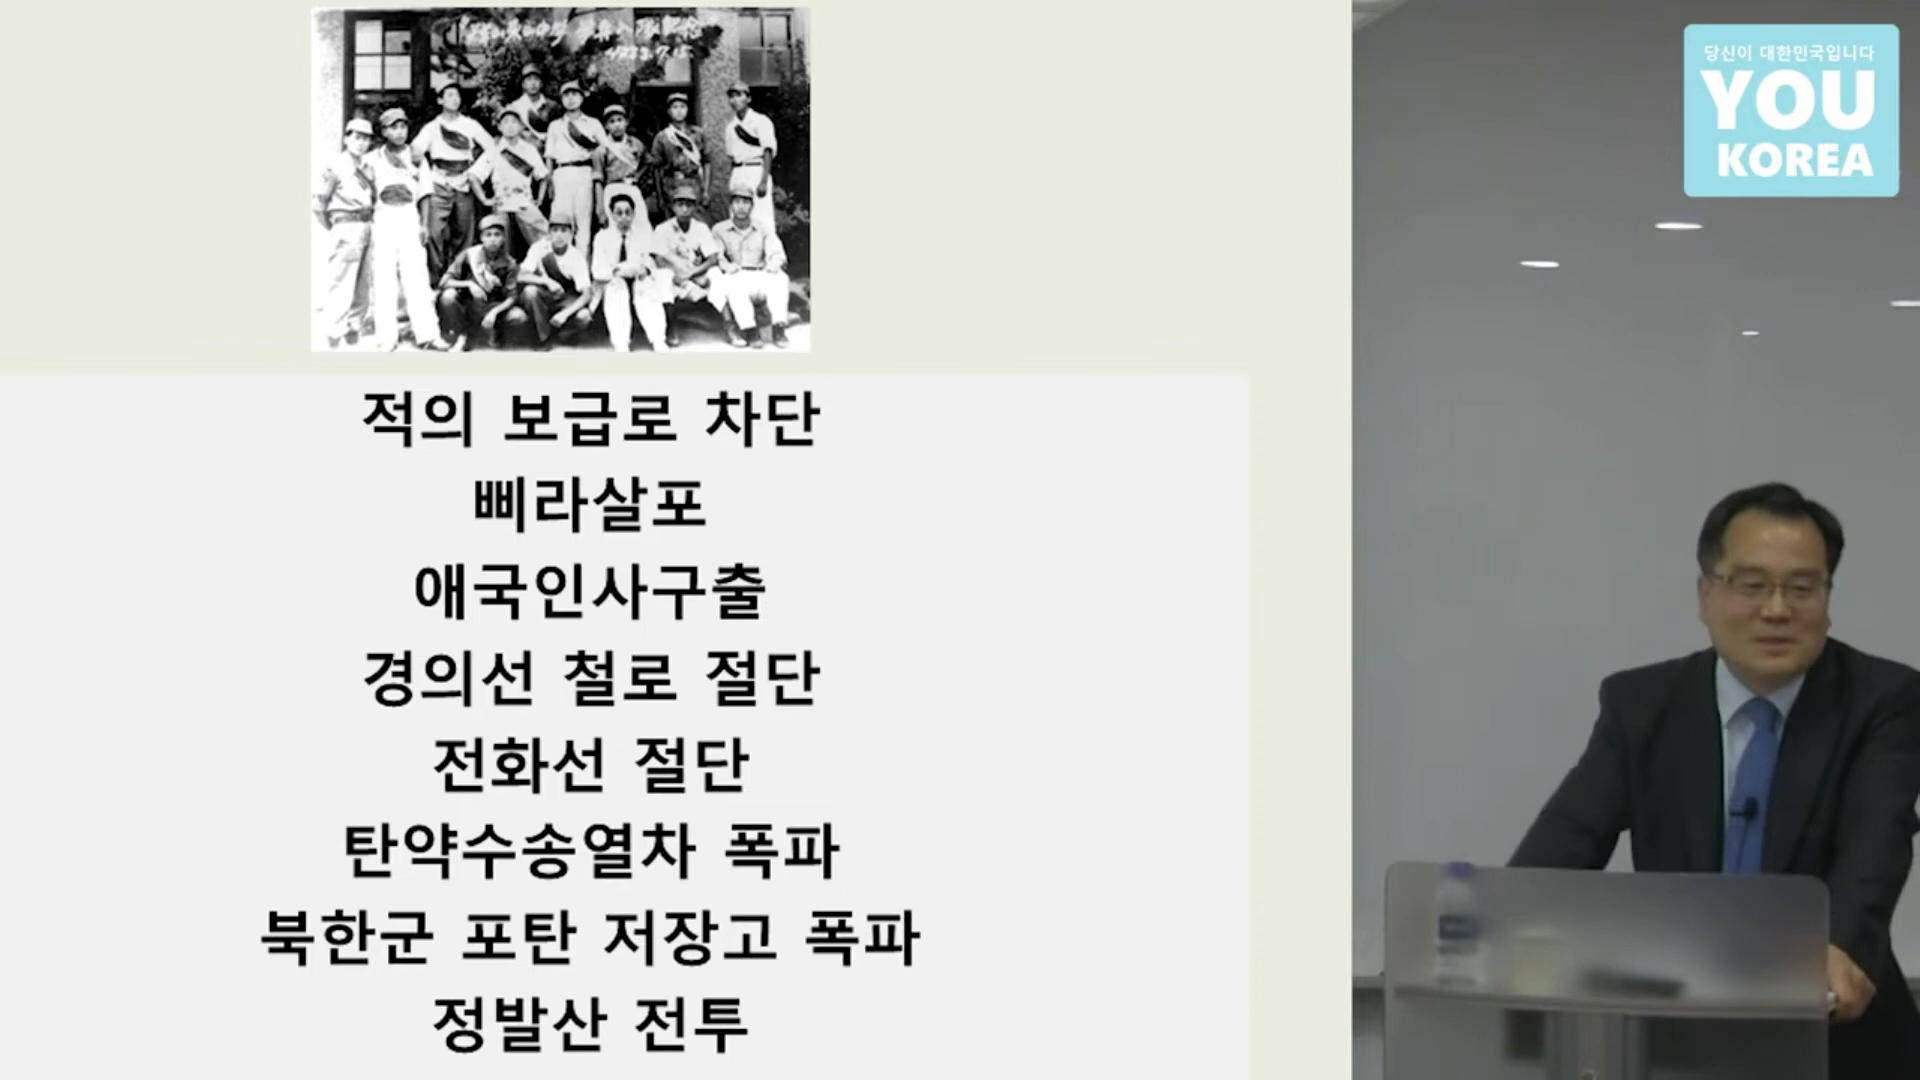 4283.7.15
적의 보급로 차단
삐라살포
애국인사구출
경의선 철로 절단
전화선 절단
탄약수송열차 폭파
북한군 포탄 저장고 폭파
정발산 전투
당신이 대한민국입니다
YOU
KOREA